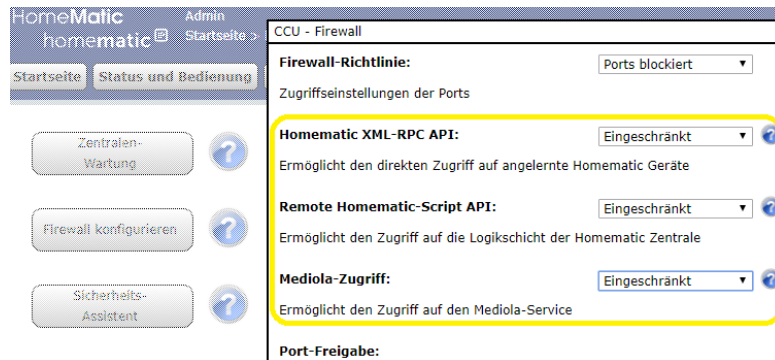 HomeMatic
homematic
Admin
Startseite >
Startseite
Status und Bedienung
Zentralen-
Wartung
Firewall konfigurieren
Sicherheits-
Assistent
CCU - Firewall
Firewall-Richtlinie:
Ports blockiert
Zugriffseinstellungen der Ports
Homematic XML-RPC API:
Eingeschränkt
Ermöglicht den direkten Zugriff auf angelernte Homematic Geräte
Remote Homematic-Script API:
Eingeschränkt
Ermöglicht den Zugriff auf die Logikschicht der Homematic Zentrale
Mediola-Zugriff:
Eingeschränkt
Ermöglicht den Zugriff auf den Mediola-Service
Port-Freigabe: